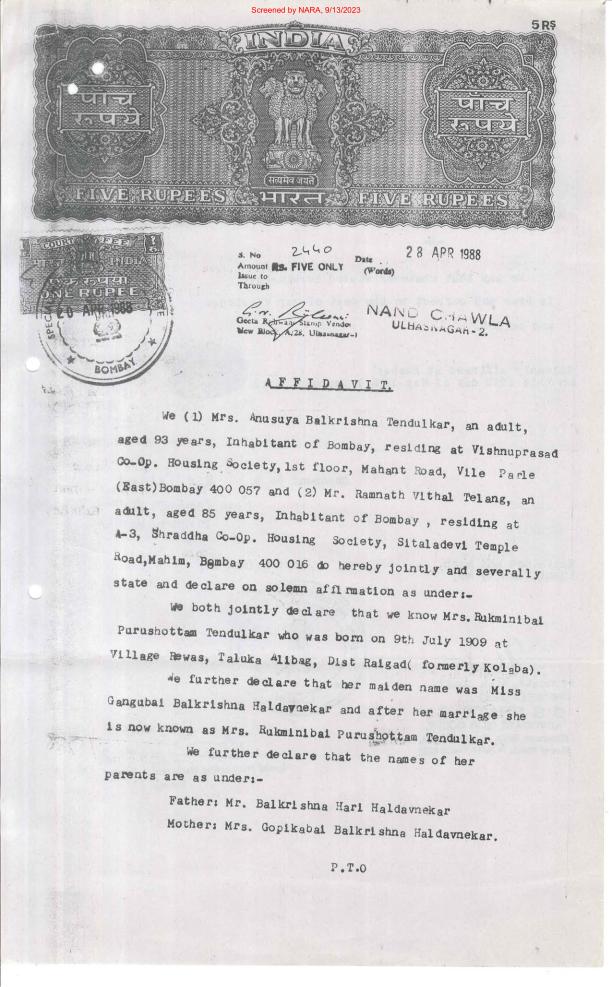 Screened by NARA, 9/13/2023
5 RS
INDIA
पाँच
रूपये
पाँच
रूपये
सत्यमेव जयते
FIVE RUPEES भारत FIVE RUPEES
COURT FEE
INDIA
एक रुपया
ONE RUPEE
20 APR 1988
BOMBAY
S. No 2440 Date 28 APR 1988
Amount Rs. FIVE ONLY (Words)
Issue to
Through
NAND CHAWLA
ULHASNAGAR-2.
Geeta Stamp Vendor
New Block, A/28, Ulhasnagar-1
AFFIDAVIT.
We (1) Mrs. Anusuya Balkrishna Tendulkar, an adult,
aged 93 years, Inhabitant of Bombay, residing at Vishnuprasad
Co-Op. Housing Society,1st floor, Mahant Road, Vile Parle
(East)Bombay 400 057 and (2) Mr. Ramnath Vithal Telang, an
adult, aged 85 years, Inhabitant of Bombay , residing at
A-3, Shraddha Co-Op. Housing Society, Sitaladevi Temple
Road,Mahim, Bombay 400 016 do hereby jointly and severally
state and declare on solemn affirmation as under:-
We both jointly declare that we know Mrs.Rukminibai
Purushottam Tendulkar who was born on 9th July 1909 at
Village Rewas, Taluka Alibag, Dist Raigad( formerly Kolaba).
We further declare that her maiden name was Miss
Gangubai Balkrishna Haldavnekar and after her marriage she
is now known as Mrs. Rukminibai Purushottam Tendulkar.
We further declare that the names of her
parents are as under:-
Father: Mr. Balkrishna Hari Haldavnekar
Mother: Mrs. Gopikabai Balkrishna Haldavnekar.
P.T.O